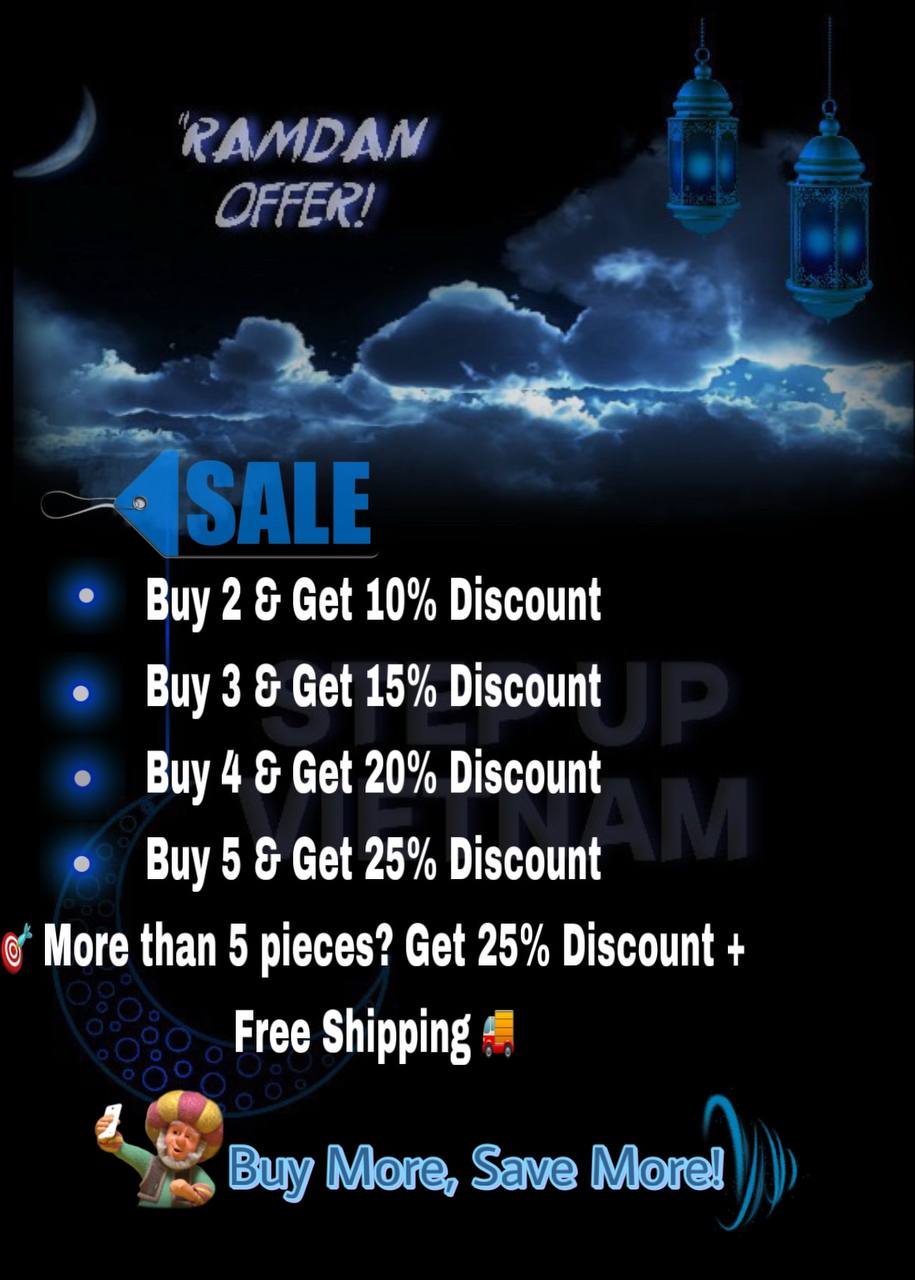 "RAMDAN
OFFER!
SALE
Buy 2 & Get 10% Discount
Buy 3 & Get 15% Discount
STEP UP
Buy 4 & Get 20% Discount
VIETNAM
Buy 5 & Get 25% Discount
🎯 More than 5 pieces? Get 25% Discount +
Free Shipping 🚚
Buy More, Save More!